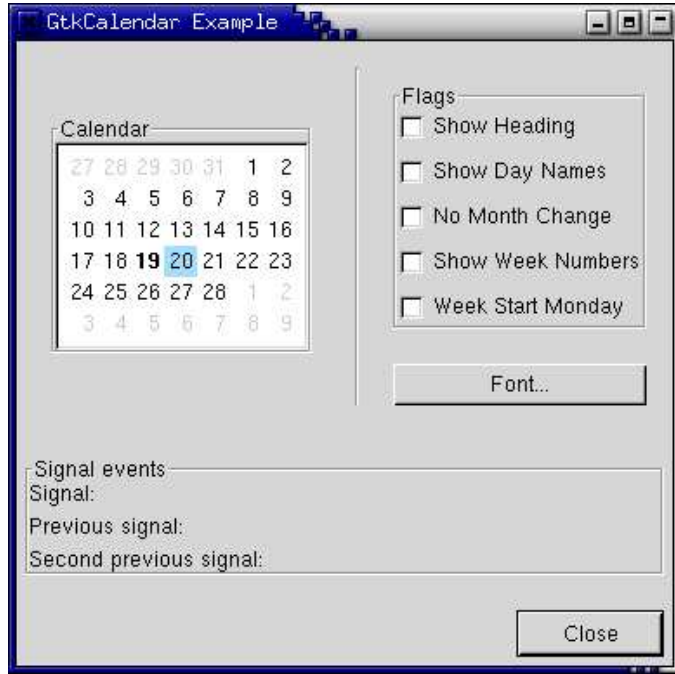 GtkCalendar Example
Calendar
27 28 29 30 31 1 2
3 4 5 6 7 8 9
10 11 12 13 14 15 16
17 18 19 20 21 22 23
24 25 26 27 28 1 2
3 4 5 6 7 8 9
Flags
Show Heading
Show Day Names
No Month Change
Show Week Numbers
Week Start Monday
Font...
Signal events
Signal:
Previous signal:
Second previous signal:
Close